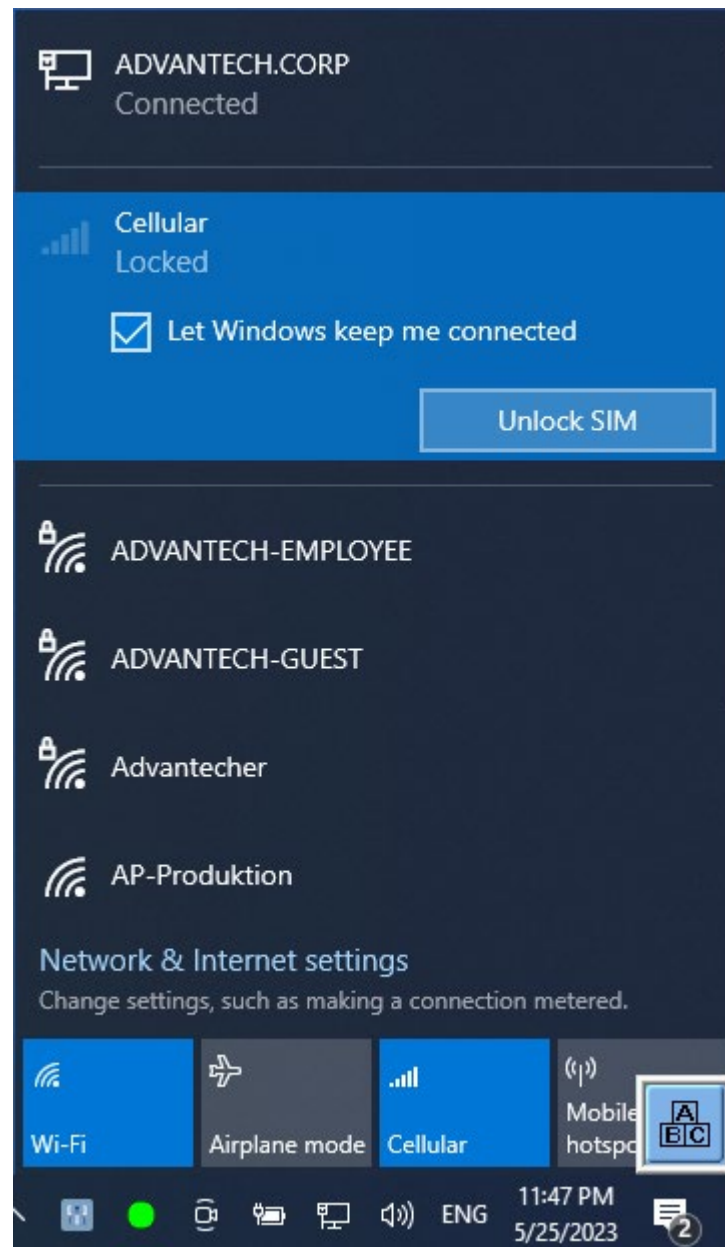 ADVANTECH.CORP
Connected
Cellular
Locked
Let Windows keep me connected
Unlock SIM
ADVANTECH-EMPLOYEE
ADVANTECH-GUEST
Advantecher
AP-Produktion
Network & Internet settings
Change settings, such as making a connection metered.
Wi-Fi
Airplane mode
Cellular
Mobile
A
BC
ENG
11:47 PM
5/25/2023
2